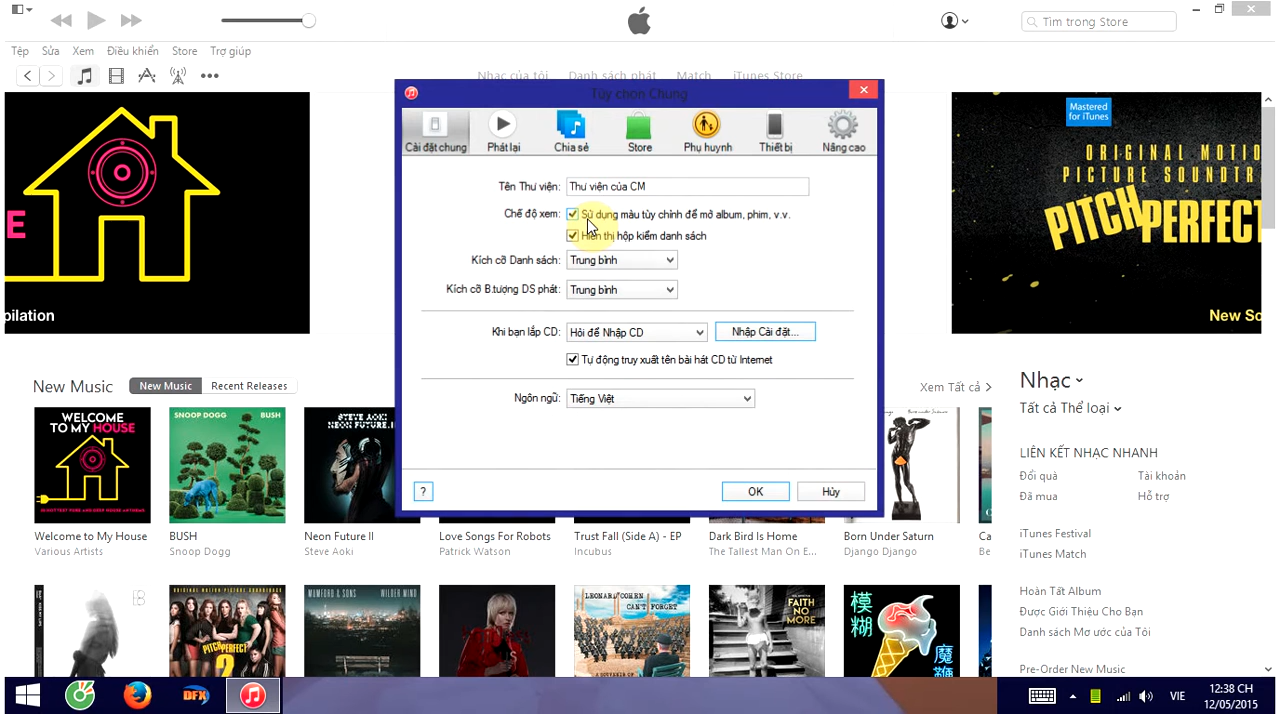 Tìm trong Store
Tệp Sửa Xem Điều khiển Store Trợ giúp
Nhạc của tôi Danh sách phát Match iTunes Store
Tùy chọn Chung
Cài đặt chung Phát lại Chia sẻ Store Phụ huynh Thiết bị Nâng cao
Tên Thư viện: Thư viện của CM
Chế độ xem: Sử dụng màu tùy chỉnh để mở album, phim, v.v.
Hiển thị hộp kiểm danh sách
Kích cỡ Danh sách: Trung bình
Kích cỡ B.tượng DS phát: Trung bình
Khi bạn lắp CD: Hỏi để Nhập CD Nhập Cài đặt...
Tự động truy xuất tên bài hát CD từ Internet
Ngôn ngữ: Tiếng Việt
? OK Hủy
E
pilation
Mastered
for iTunes
ORIGINAL MOTIO
PICTURE SOUNDTR
PITCH PERFECT
New So
New Music New Music Recent Releases Xem Tất cả
WELCOME
TO MY HOUSE
SNOOP DOGG BUSH
STEVE AOKI
NEON FUTURE.II
Welcome to My House
Various Artists
BUSH
Snoop Dogg
Neon Future II
Steve Aoki
Love Songs For Robots
Patrick Watson
Trust Fall (Side A) - EP
Incubus
Dark Bird Is Home
The Tallest Man On E...
Born Under Saturn
Django Django
Ca
Be
ORIGINAL MOTION PICTURE SOUNDTRACK
PITCH PERFECT
2
MUMFORD & SONS WILDER MIND
LEONARD COHEN
CAN'T FORGET
FAITH
NO
MORE
模糊
魔
Nhạc
Tất cả Thể loại
LIÊN KẾT NHẠC NHANH
Đổi quà Tài khoản
Đã mua Hỗ trợ
iTunes Festival
iTunes Match
Hoàn Tất Album
Được Giới Thiệu Cho Bạn
Danh sách Mơ ước của Tôi
Pre-Order New Music
DFX
VIE
12:38 CH
12/05/2015